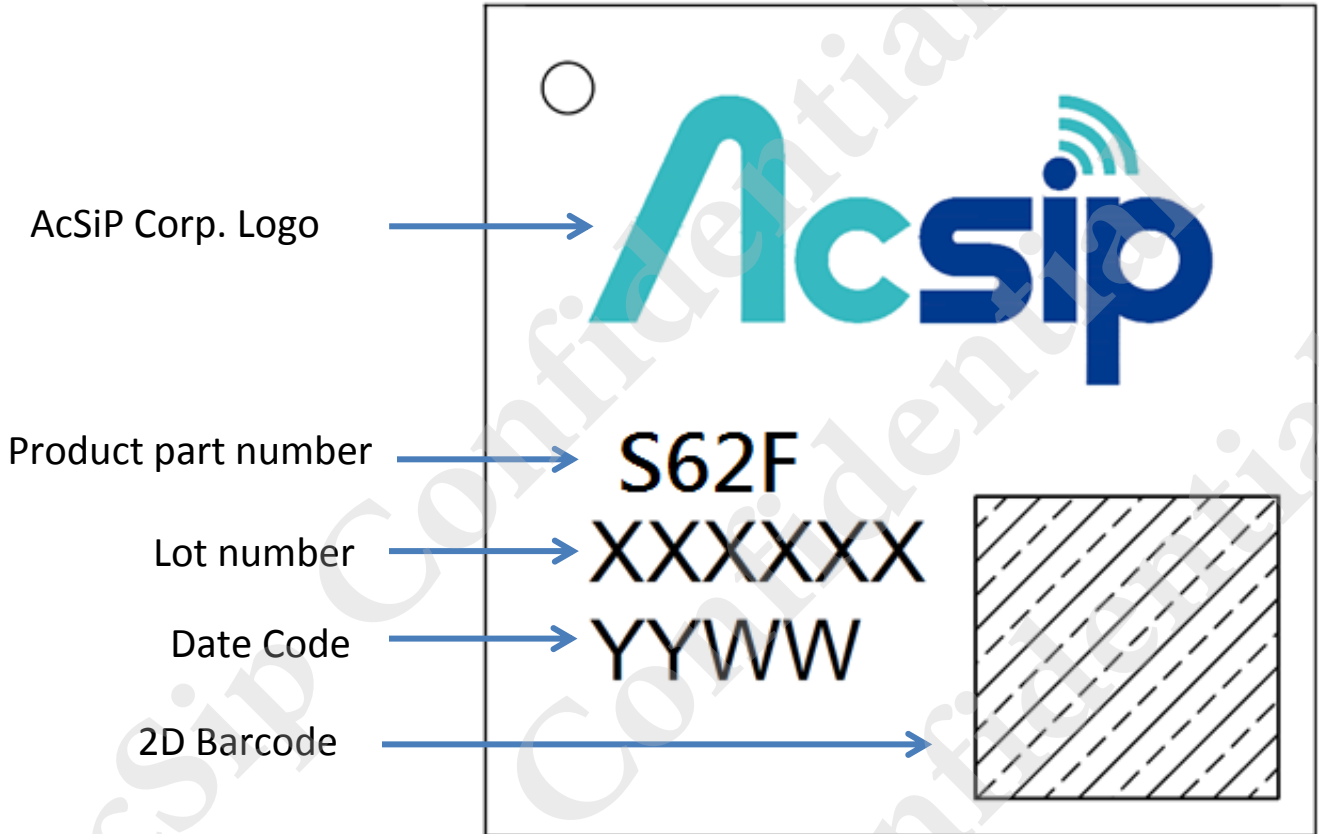 Acsip
AcSiP Corp. Logo
Product part number
S62F
Lot number
XXXXXX
Date Code
YYWW
2D Barcode
AcSip Confidential
Confidential
Confidential